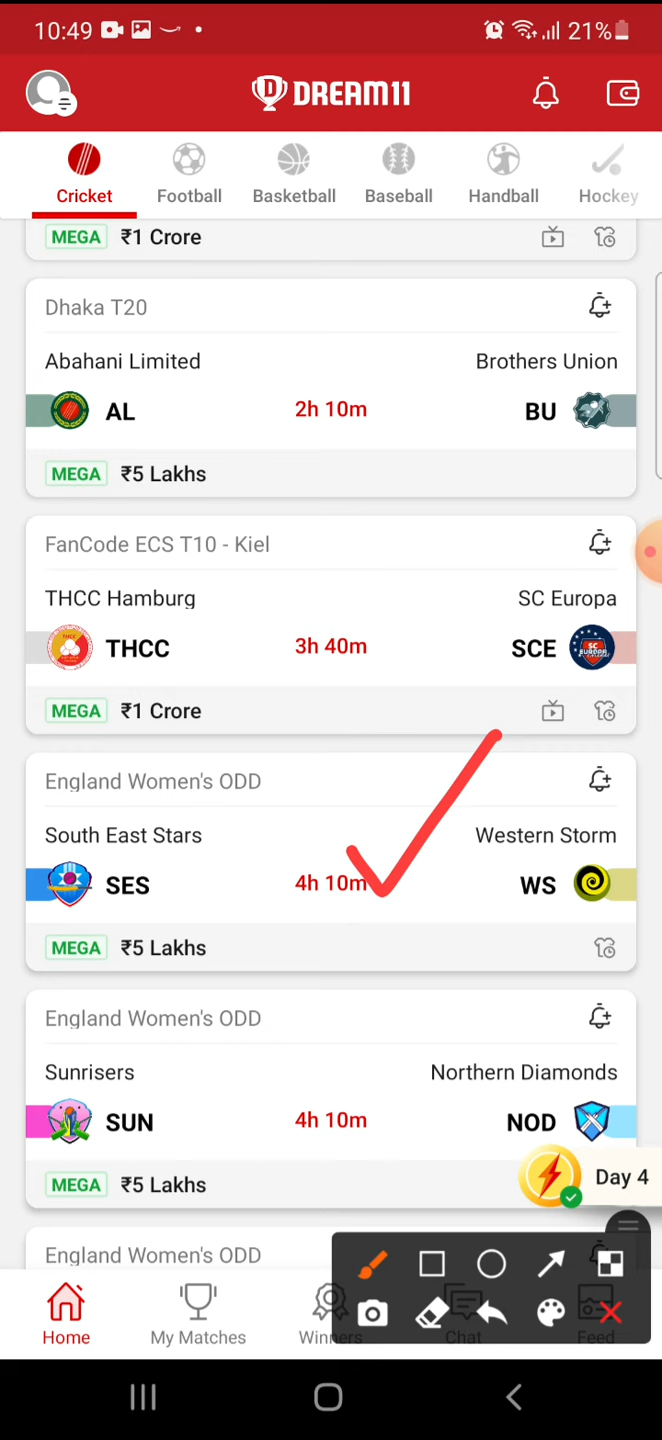 10:49 21%
DREAM11
Cricket Football Basketball Baseball Handball Hockey
MEGA ₹1 Crore
Dhaka T20
Abahani Limited Brothers Union
AL 2h 10m BU
MEGA ₹5 Lakhs
FanCode ECS T10 - Kiel
THCC Hamburg SC Europa
THCC 3h 40m SCE
MEGA ₹1 Crore
England Women's ODD
South East Stars Western Storm
SES 4h 10m WS
MEGA ₹5 Lakhs
England Women's ODD
Sunrisers Northern Diamonds
SUN 4h 10m NOD
MEGA ₹5 Lakhs
Day 4
England Women's ODD
Home My Matches Winners Chat Feed